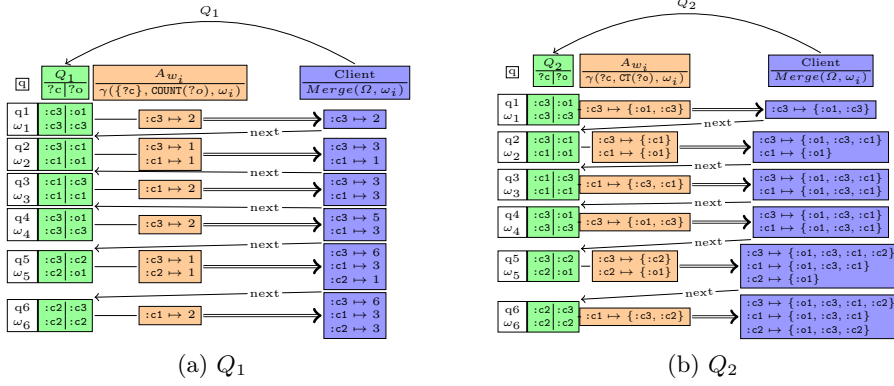 Q1
q
Q1
?c|?o
Awi
γ({?c}, COUNT(?o), ωi)
Client
Merge(Ω, ωi)
q1
ω1
:c3|:o1
:c3|:c3
:c3 ↦ 2
:c3 ↦ 2
next
q2
ω2
:c3|:c1
:c1|:o1
:c3 ↦ 1
:c1 ↦ 1
:c3 ↦ 3
:c1 ↦ 1
next
q3
ω3
:c1|:c3
:c1|:c1
:c1 ↦ 2
:c3 ↦ 3
:c1 ↦ 3
next
q4
ω4
:c3|:o1
:c3|:o3
:c3 ↦ 2
:c3 ↦ 5
:c1 ↦ 3
next
q5
ω5
:c3|:c2
:c2|:o1
:c3 ↦ 1
:c2 ↦ 1
:c3 ↦ 6
:c1 ↦ 3
:c2 ↦ 1
next
q6
ω6
:c2|:c3
:c2|:c2
:c1 ↦ 2
:c3 ↦ 6
:c1 ↦ 3
:c2 ↦ 3
(a) Q1
Q2
q
Q2
?c|?o
Awi
γ(?c, CT(?o), ωi)
Client
Merge(Ω, ωi)
q1
ω1
:c3|:o1
:c3|:c3
:c3 ↦ {:o1, :c3}
:c3 ↦ {:o1, :c3}
next
q2
ω2
:c3|:c1
:c1|:o1
:c3 ↦ {:c1}
:c1 ↦ {:o1}
:c3 ↦ {:o1, :c3, :c1}
:c1 ↦ {:o1}
next
q3
ω3
:c1|:c3
:c1|:c1
:c1 ↦ {:c3, :c1}
:c3 ↦ {:o1, :c3, :c1}
:c1 ↦ {:o1, :c3, :c1}
next
q4
ω4
:c3|:o1
:c3|:c3
:c3 ↦ {:o1, :c3}
:c3 ↦ {:o1, :c3, :c1}
:c1 ↦ {:o1, :c3, :c1}
next
q5
ω5
:c3|:c2
:c2|:o1
:c3 ↦ {:c2}
:c2 ↦ {:o1}
:c3 ↦ {:o1, :c3, :c1, :c2}
:c1 ↦ {:o1, :c3, :c1}
:c2 ↦ {:o1}
next
q6
ω6
:c2|:c3
:c2|:c2
:c1 ↦ {:c3, :c2}
:c3 ↦ {:o1, :c3, :o1, :c2}
:c1 ↦ {:o1, :c3, :c1}
:c2 ↦ {:o1, :c3, :c2}
(b) Q2